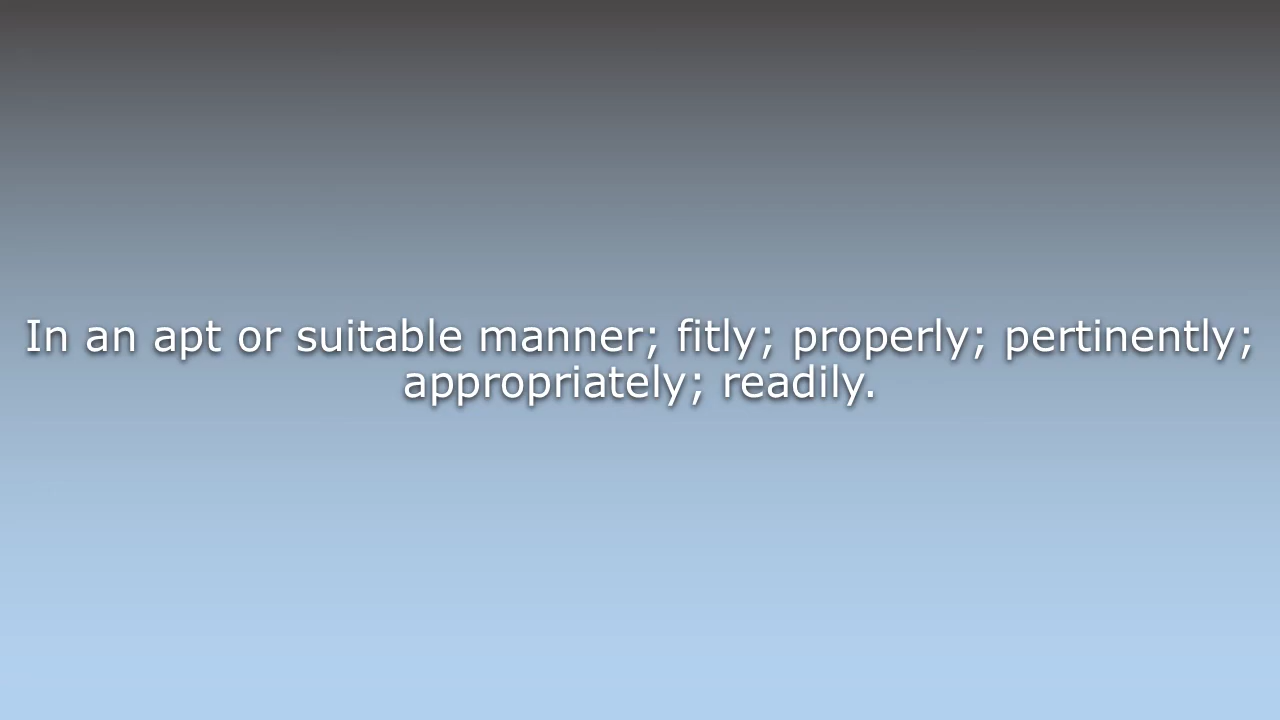 In an apt or suitable manner; fitly; properly; pertinently;
appropriately; readily.